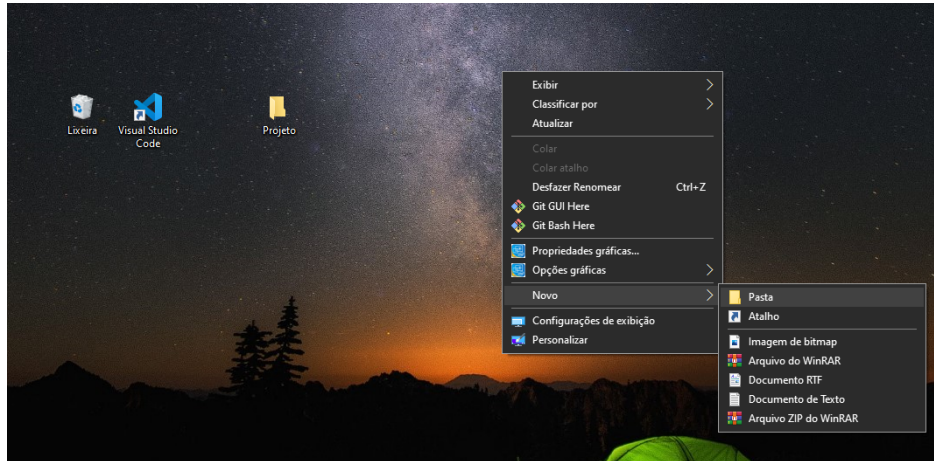 Lixeira
Visual Studio
Code
Projeto
Exibir
Classificar por
Atualizar
Colar
Colar atalho
Desfazer Renomear Ctrl+Z
Git GUI Here
Git Bash Here
Propriedades gráficas...
Opções gráficas
Novo
Configurações de exibição
Personalizar
Pasta
Atalho
Imagem de bitmap
Arquivo do WinRAR
Documento RTF
Documento de Texto
Arquivo ZIP do WinRAR